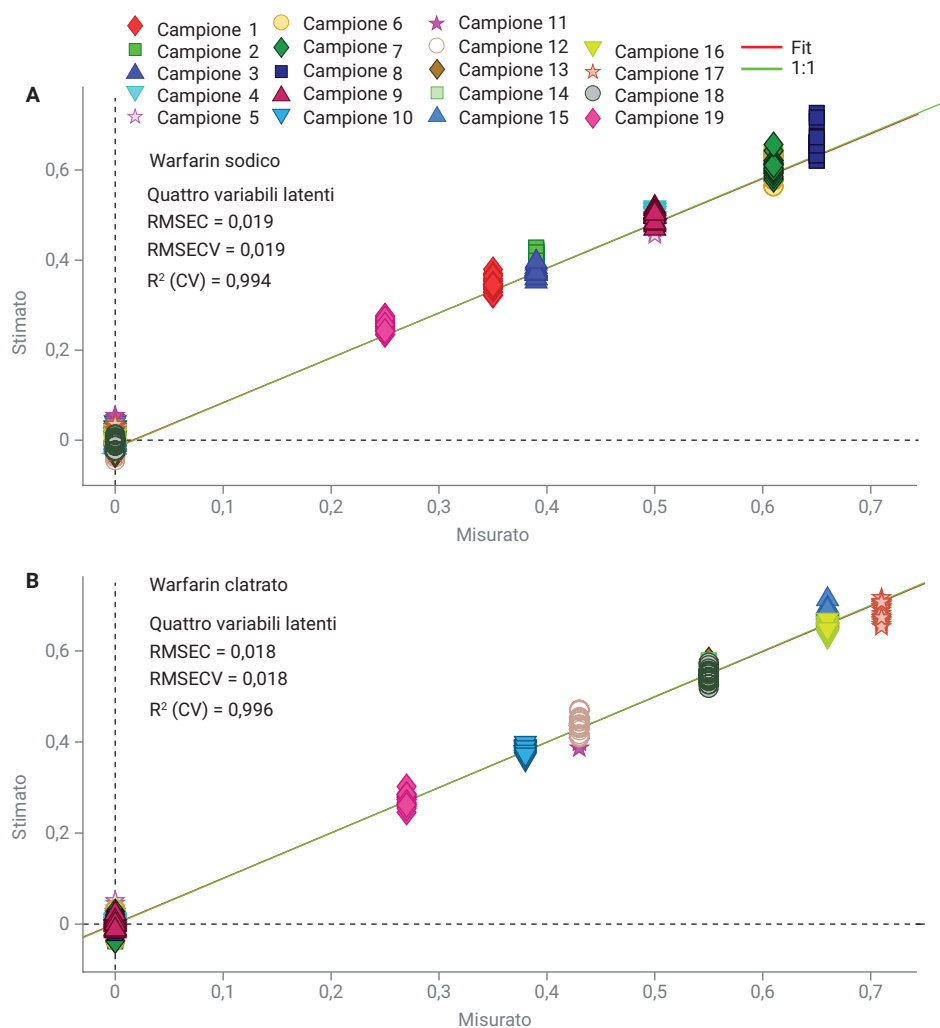 Campione 1
Campione 2
Campione 3
Campione 4
Campione 5
Campione 6
Campione 7
Campione 8
Campione 9
Campione 10
Campione 11
Campione 12
Campione 13
Campione 14
Campione 15
Campione 16
Campione 17
Campione 18
Campione 19
Fit
1:1
A
Warfarin sodico
Quattro variabili latenti
RMSEC = 0,019
RMSECV = 0,019
R² (CV) = 0,994
Stimato
0,6
0,4
0,2
0
0 0,1 0,2 0,3 0,4 0,5 0,6 0,7
Misurato
B
Warfarin clatrato
Quattro variabili latenti
RMSEC = 0,018
RMSECV = 0,018
R² (CV) = 0,996
Stimato
0,6
0,4
0,2
0
0 0,1 0,2 0,3 0,4 0,5 0,6 0,7
Misurato